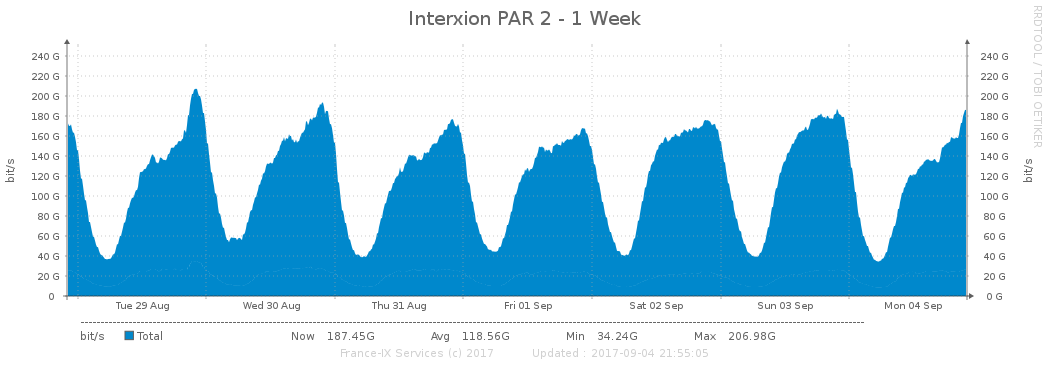 Interxion PAR 2 - 1 Week
RRDTOOL / TOBI OETIKER
240 G 240 G
220 G 220 G
200 G 200 G
180 G 180 G
160 G 160 G
140 G 140 G
120 G 120 G
100 G 100 G
80 G 80 G
60 G 60 G
40 G 40 G
20 G 20 G
0 0 G
bit/s bit/s
Tue 29 Aug Wed 30 Aug Thu 31 Aug Fri 01 Sep Sat 02 Sep Sun 03 Sep Mon 04 Sep
bit/s Total Now 187.45G Avg 118.56G Min 34.24G Max 206.98G
France-IX Services (c) 2017 Updated : 2017-09-04 21:55:05